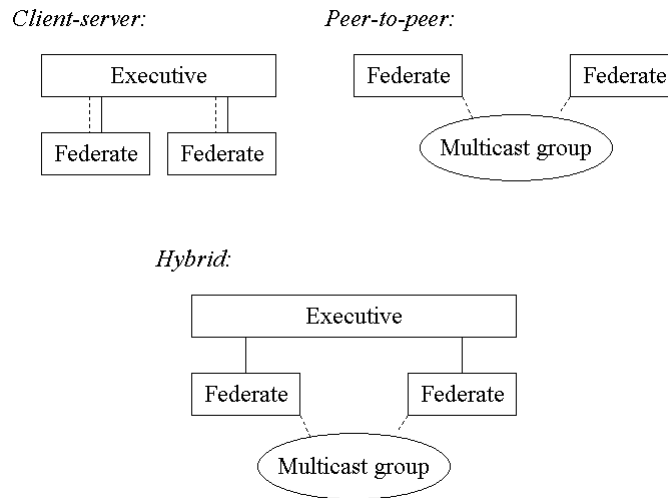 Client-server:
Peer-to-peer:
Executive
Federate
Federate
Federate
Federate
Multicast group
Hybrid:
Executive
Federate
Federate
Multicast group